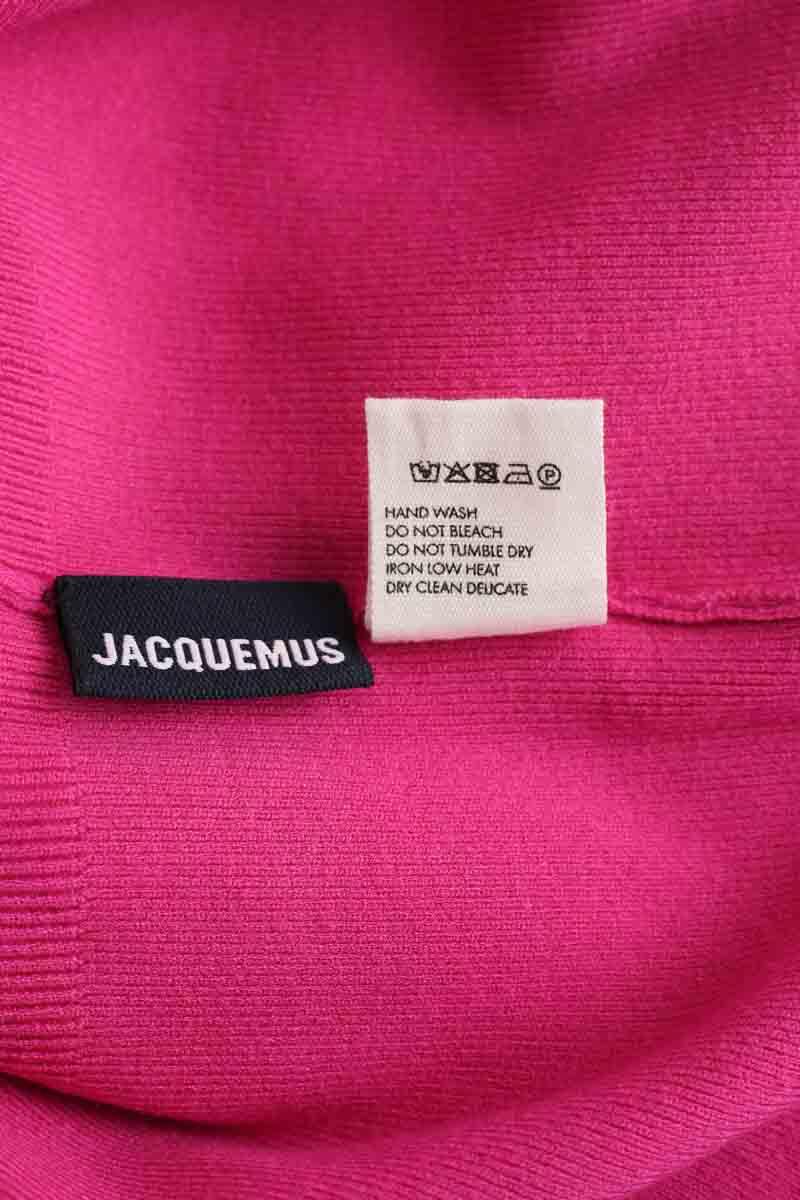 P
HAND WASH
DO NOT BLEACH
DO NOT TUMBLE DRY
IRON LOW HEAT
DRY CLEAN DELICATE
JACQUEMUS